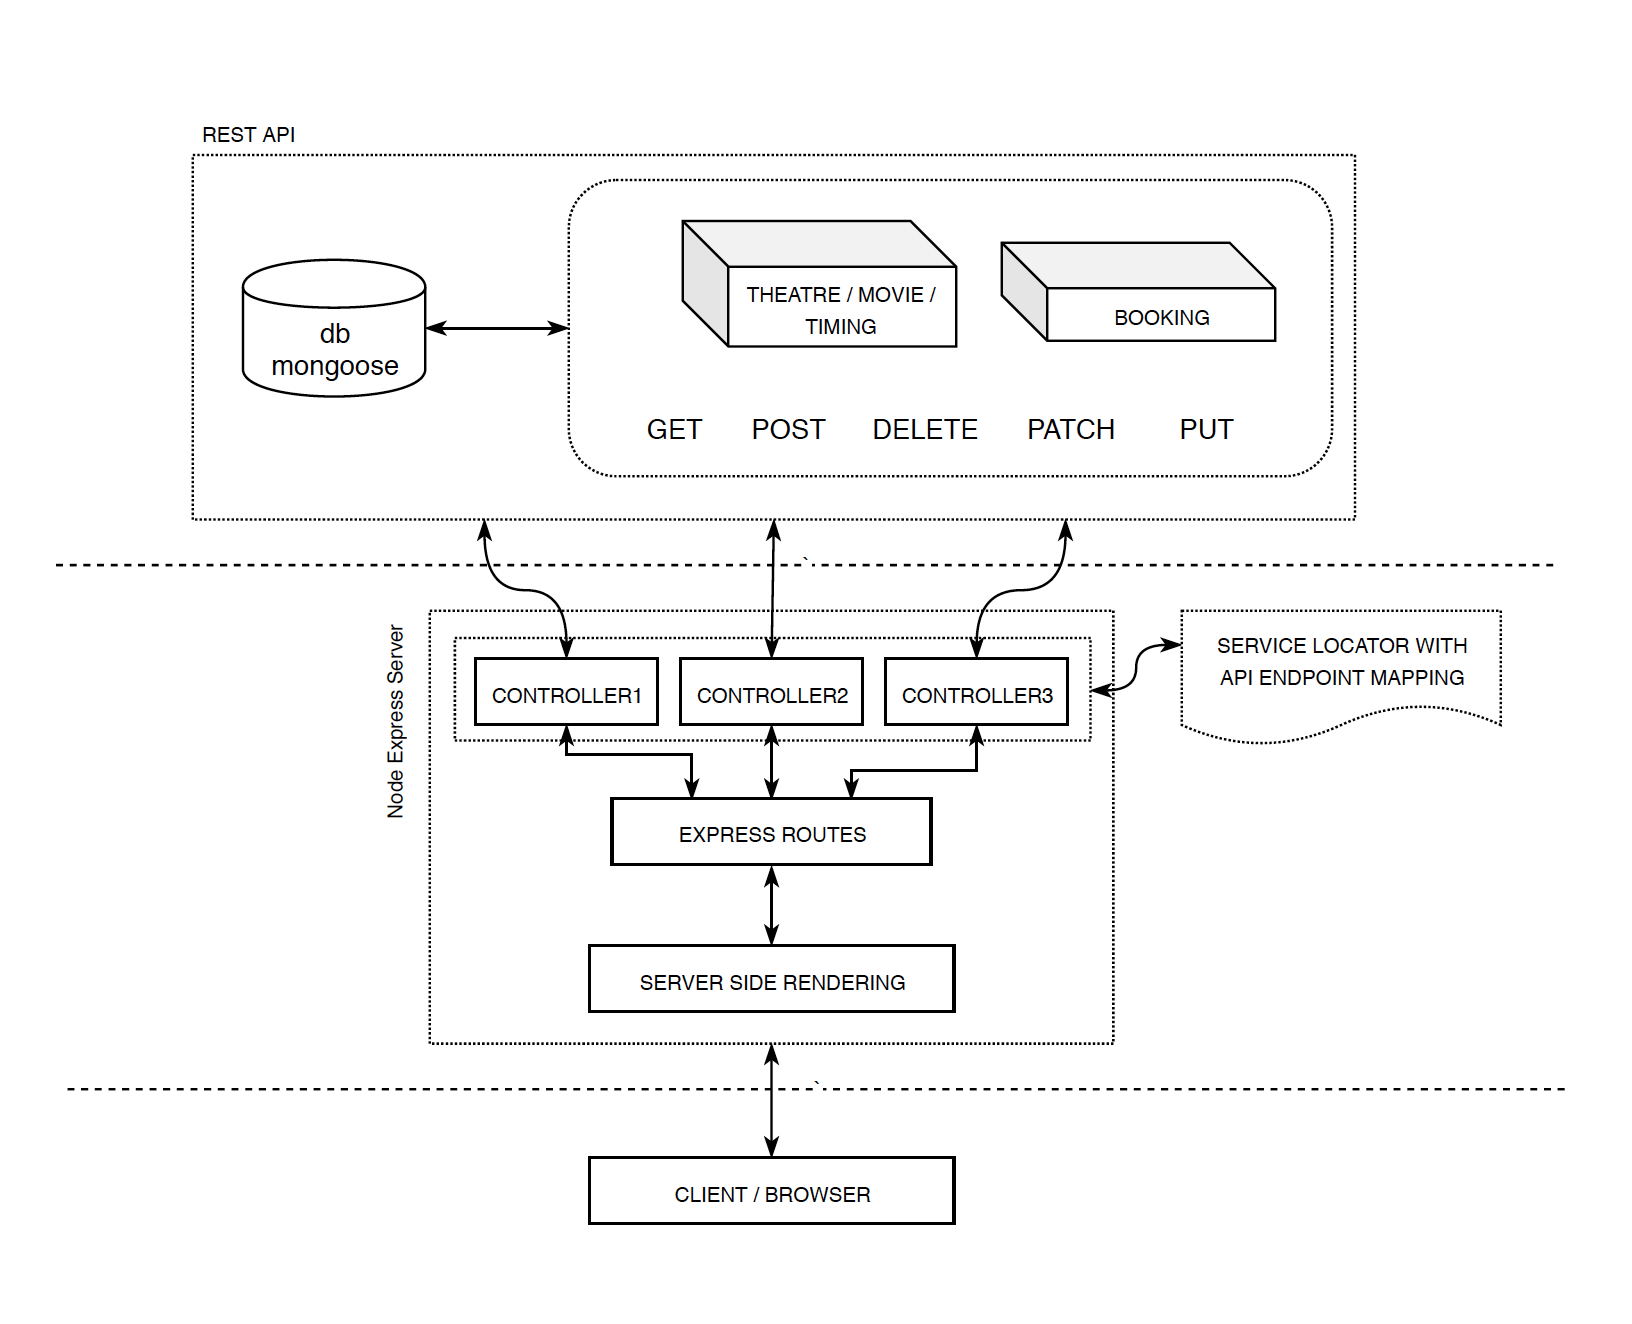 REST API
db
mongoose
THEATRE / MOVIE /
TIMING
BOOKING
GET POST DELETE PATCH PUT
`
Node Express Server
CONTROLLER1
CONTROLLER2
CONTROLLER3
SERVICE LOCATOR WITH
API ENDPOINT MAPPING
EXPRESS ROUTES
SERVER SIDE RENDERING
`
CLIENT / BROWSER